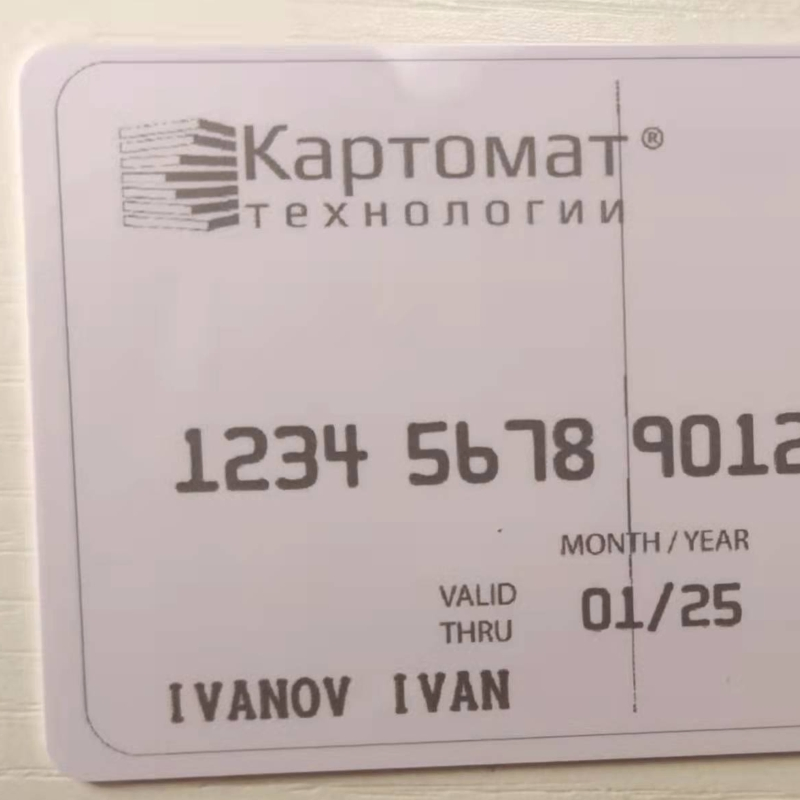 Картомат®
технологии
1234 5678 9012
MONTH / YEAR
VALID
THRU
01/25
IVANOV IVAN